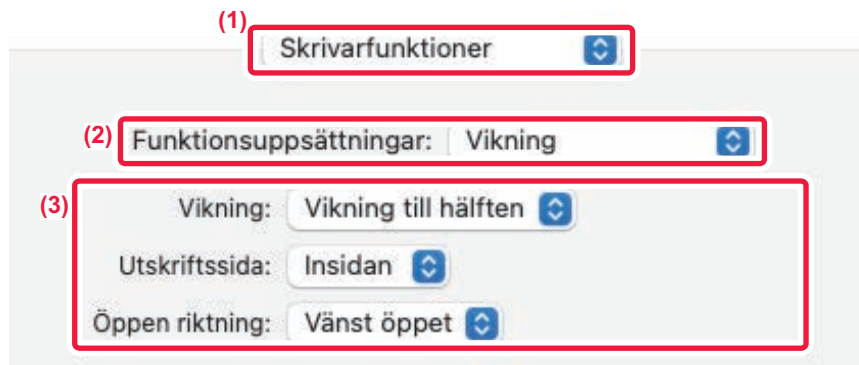 (1)
Skrivarfunktioner
(2) Funktionsuppsättningar: Vikning
(3) Vikning: Vikning till hälften
Utskriftssida: Insidan
Öppen riktning: Vänst öppet